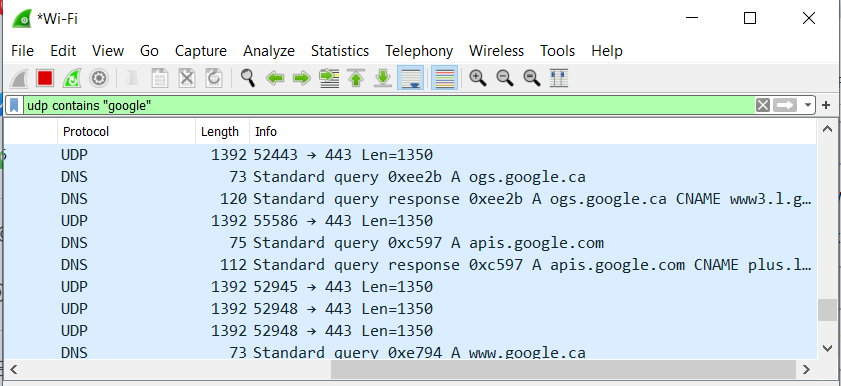 *Wi-Fi
File Edit View Go Capture Analyze Statistics Telephony Wireless Tools Help
udp contains "google"
Protocol Length Info
UDP 1392 52443 → 443 Len=1350
DNS 73 Standard query 0xee2b A ogs.google.ca
DNS 120 Standard query response 0xee2b A ogs.google.ca CNAME www3.l.g…
UDP 1392 55586 → 443 Len=1350
DNS 75 Standard query 0xc597 A apis.google.com
DNS 112 Standard query response 0xc597 A apis.google.com CNAME plus.l…
UDP 1392 52945 → 443 Len=1350
UDP 1392 52948 → 443 Len=1350
UDP 1392 52948 → 443 Len=1350
DNS 73 Standard query 0xe794 A www.google.ca